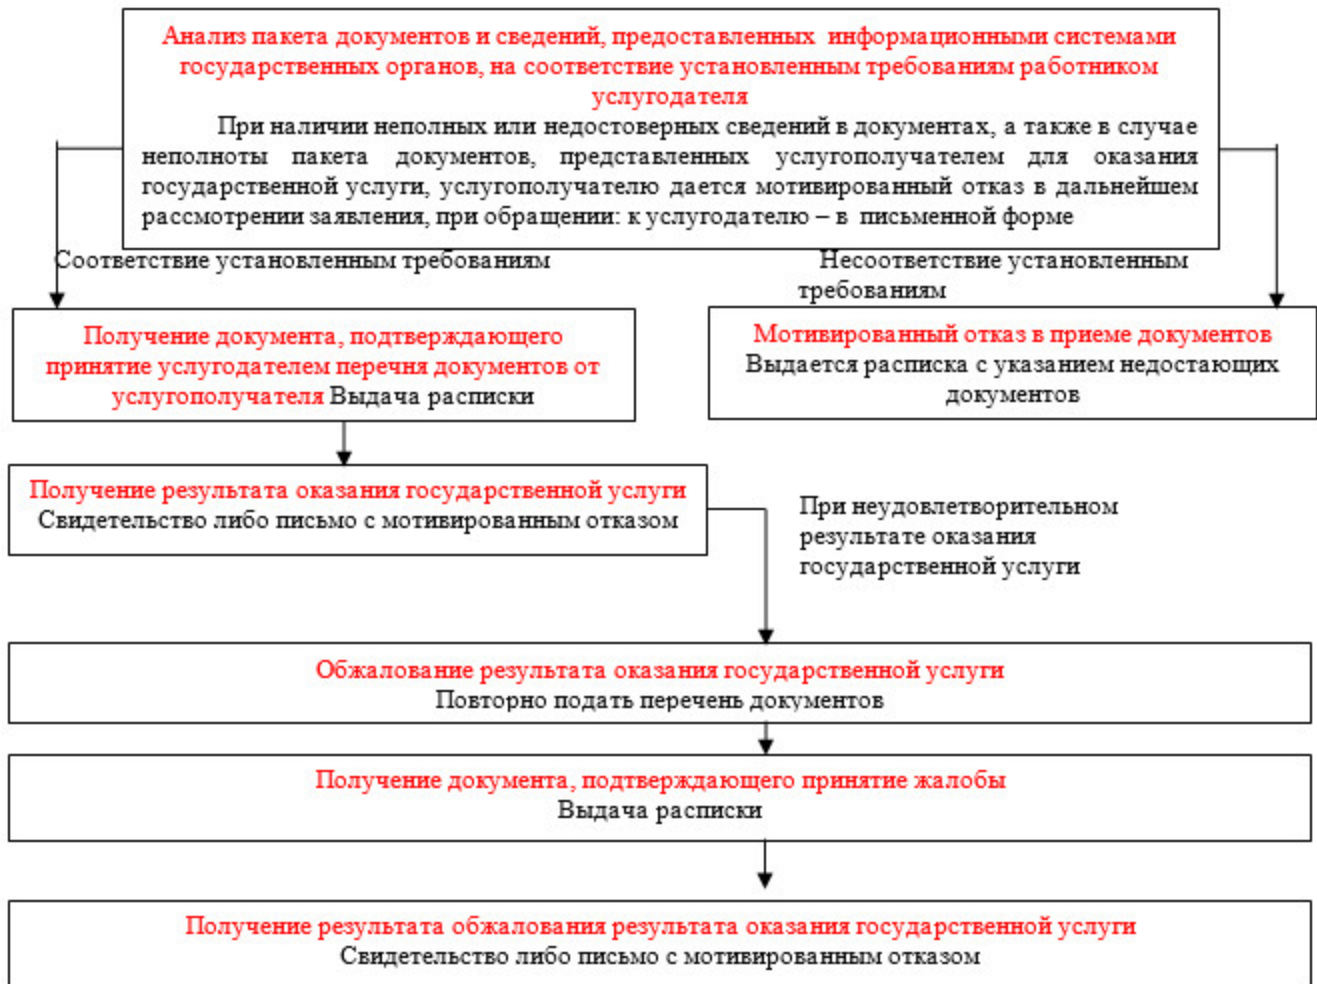 Анализ пакета документов и сведений, предоставленных информационными системами
государственных органов, на соответствие установленным требованиям работником
услугодателя
При наличии неполных или недостоверных сведений в документах, а также в случае
неполноты пакета документов, представленных услугополучателем для оказания
государственной услуги, услугополучателю дается мотивированный отказ в дальнейшем
рассмотрении заявления, при обращении: к услугодателю – в письменной форме
Соответствие установленным требованиям
Несоответствие установленным
требованиям
Получение документа, подтверждающего
принятие услугодателем перечня документов от
услугополучателя Выдача расписки
Мотивированный отказ в приеме документов
Выдается расписка с указанием недостающих
документов
Получение результата оказания государственной услуги
Свидетельство либо письмо с мотивированным отказом
При неудовлетворительном
результате оказания
государственной услуги
Обжалование результата оказания государственной услуги
Повторно подать перечень документов
Получение документа, подтверждающего принятие жалобы
Выдача расписки
Получение результата обжалования результата оказания государственной услуги
Свидетельство либо письмо с мотивированным отказом